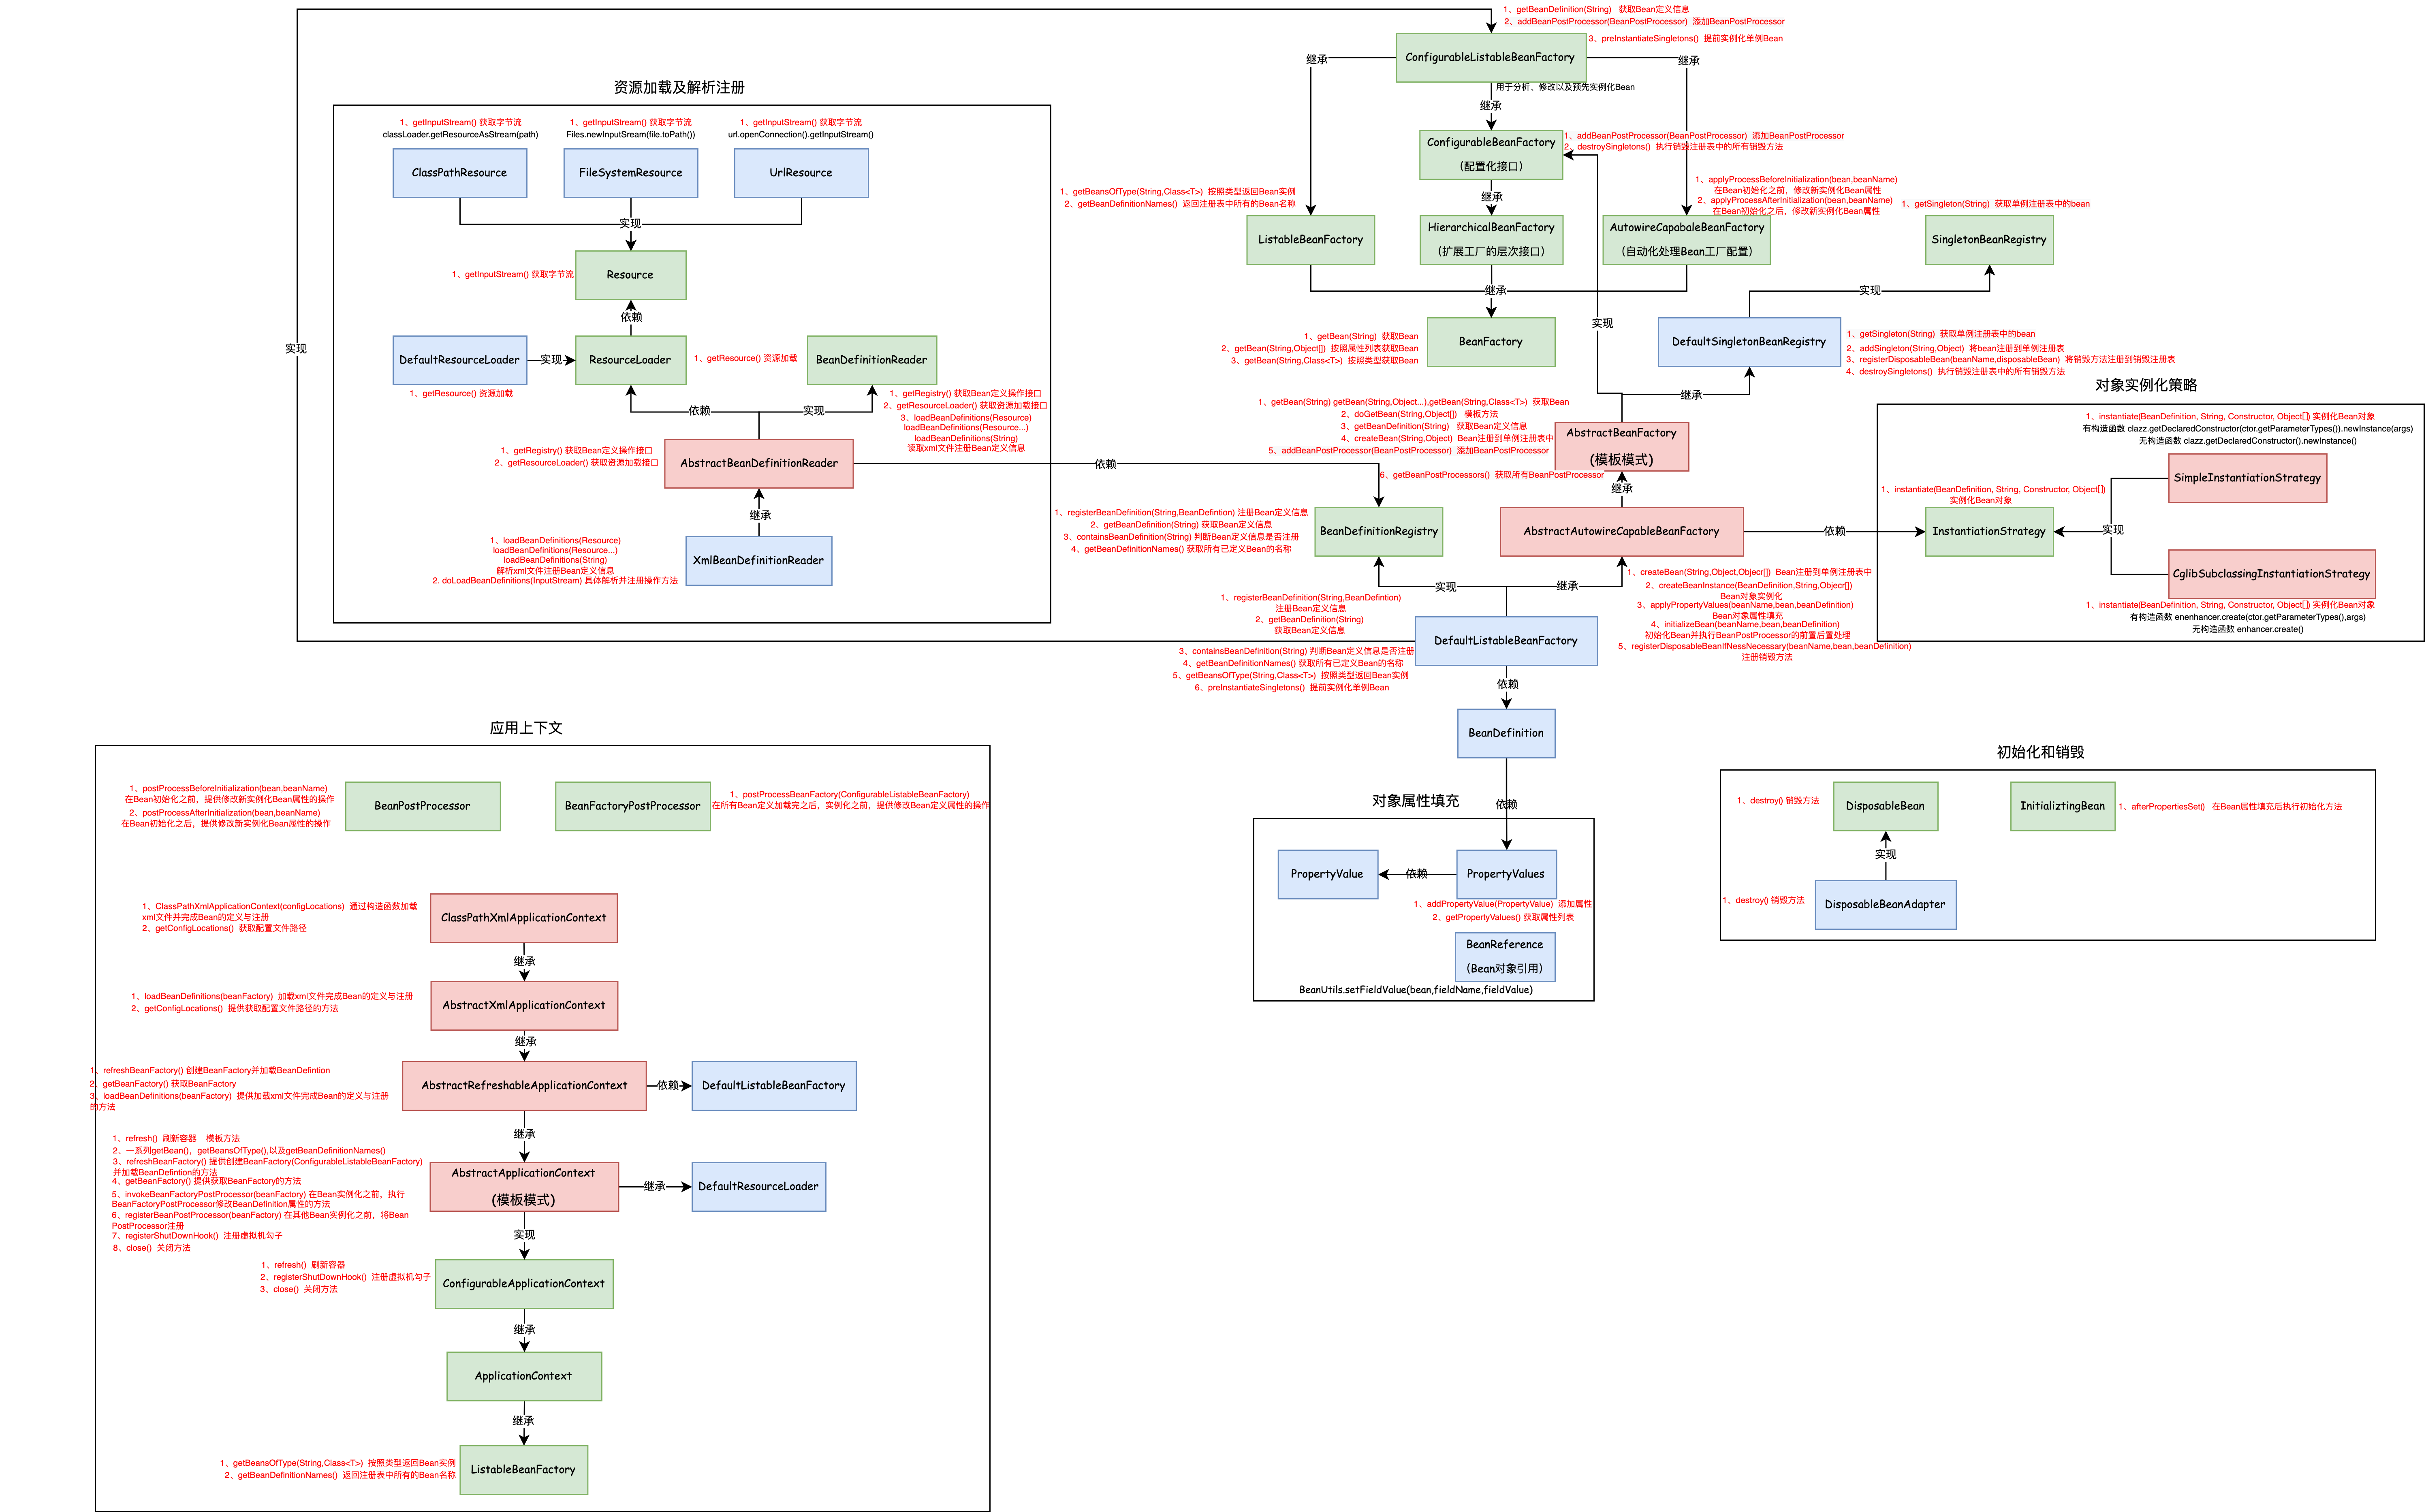 1、getBeanDefinition(String)   获取Bean定义信息
2、addBeanPostProcessor(BeanPostProcessor)  添加BeanPostProcessor
3、preInstantiateSingletons()  提前实例化单例Bean
ConfigurableListableBeanFactory
用于分析、修改以及预先实例化Bean
继承
继承
继承
实现
资源加载及解析注册
1、getInputStream() 获取字节流
classLoader.getResourceAsStream(path)
1、getInputStream() 获取字节流
Files.newInputSream(file.toPath())
1、getInputStream() 获取字节流
url.openConnection().getInputStream()
ClassPathResource
FileSystemResource
UrlResource
实现
1、getInputStream() 获取字节流
Resource
依赖
DefaultResourceLoader
实现
ResourceLoader
1、getResource() 资源加载
BeanDefinitionReader
1、getResource() 资源加载
依赖
实现
1、getRegistry() 获取Bean定义操作接口
2、getResourceLoader() 获取资源加载接口
3、loadBeanDefinitions(Resource)
loadBeanDefinitions(Resource...)
loadBeanDefinitions(String)
读取xml文件注册Bean定义信息
1、getRegistry() 获取Bean定义操作接口
2、getResourceLoader() 获取资源加载接口
AbstractBeanDefinitionReader
依赖
继承
1、loadBeanDefinitions(Resource)
loadBeanDefinitions(Resource...)
loadBeanDefinitions(String)
解析xml文件注册Bean定义信息
2. doLoadBeanDefinitions(InputStream) 具体解析并注册操作方法
XmlBeanDefinitionReader
ConfigurableBeanFactory
（配置化接口）
1、addBeanPostProcessor(BeanPostProcessor)  添加BeanPostProcessor
2、destroySingletons()  执行销毁注册表中的所有销毁方法
继承
1、getBeansOfType(String,Class<T>)  按照类型返回Bean实例
2、getBeanDefinitionNames()  返回注册表中所有的Bean名称
1、applyProcessBeforeInitialization(bean,beanName)
在Bean初始化之前，修改新实例化Bean属性
2、applyProcessAfterInitialization(bean,beanName)
在Bean初始化之后，修改新实例化Bean属性
1、getSingleton(String)  获取单例注册表中的bean
ListableBeanFactory
HierarchicalBeanFactory
（扩展工厂的层次接口）
AutowireCapabaleBeanFactory
（自动化处理Bean工厂配置）
SingletonBeanRegistry
继承
实现
实现
1、getBean(String)  获取Bean
2、getBean(String,Object[])  按照属性列表获取Bean
3、getBean(String,Class<T>)  按照类型获取Bean
BeanFactory
DefaultSingletonBeanRegistry
1、getSingleton(String)  获取单例注册表中的bean
2、addSingleton(String,Object)  将bean注册到单例注册表
3、registerDisposableBean(beanName,disposableBean)  将销毁方法注册到销毁注册表
4、destroySingletons()  执行销毁注册表中的所有销毁方法
继承
1、getBean(String) getBean(String,Object...),getBean(String,Class<T>)  获取Bean
2、doGetBean(String,Object[])   模板方法
3、getBeanDefinition(String)   获取Bean定义信息
4、createBean(String,Object)  Bean注册到单例注册表中
5、addBeanPostProcessor(BeanPostProcessor)  添加BeanPostProcessor
6、getBeanPostProcessors()  获取所有BeanPostProcessor
AbstractBeanFactory
(模板模式)
继承
1、registerBeanDefinition(String,BeanDefintion) 注册Bean定义信息
2、getBeanDefinition(String) 获取Bean定义信息
3、containsBeanDefinition(String) 判断Bean定义信息是否注册
4、getBeanDefinitionNames() 获取所有已定义Bean的名称
BeanDefinitionRegistry
AbstractAutowireCapableBeanFactory
依赖
对象实例化策略
1、instantiate(BeanDefinition, String, Constructor, Object[]) 实例化Bean对象
有构造函数 clazz.getDeclaredConstructor(ctor.getParameterTypes()).newInstance(args)
无构造函数 clazz.getDeclaredConstructor().newInstance()
SimpleInstantiationStrategy
1、instantiate(BeanDefinition, String, Constructor, Object[])
实例化Bean对象
InstantiationStrategy
实现
CglibSubclassingInstantiationStrategy
1、instantiate(BeanDefinition, String, Constructor, Object[]) 实例化Bean对象
有构造函数 enenhancer.create(ctor.getParameterTypes(),args)
无构造函数 enhancer.create()
实现
继承
1、createBean(String,Object,Objecr[])  Bean注册到单例注册表中
2、createBeanInstance(BeanDefinition,String,Objecr[])
Bean对象实例化
3、applyPropertyValues(beanName,bean,beanDefinition)
Bean对象属性填充
4、initializeBean(beanName,bean,beanDefinition)
初始化Bean并执行BeanPostProcessor的前置后置处理
5、registerDisposableBeanIfNessNecessary(beanName,bean,beanDefinition)
注册销毁方法
1、registerBeanDefinition(String,BeanDefintion)
注册Bean定义信息
2、getBeanDefinition(String)
获取Bean定义信息
3、containsBeanDefinition(String) 判断Bean定义信息是否注册
4、getBeanDefinitionNames() 获取所有已定义Bean的名称
5、getBeansOfType(String,Class<T>)  按照类型返回Bean实例
6、preInstantiateSingletons()  提前实例化单例Bean
DefaultListableBeanFactory
依赖
BeanDefinition
依赖
对象属性填充
PropertyValue
依赖
PropertyValues
1、addPropertyValue(PropertyValue)  添加属性
2、getPropertyValues() 获取属性列表
BeanReference
（Bean对象引用）
BeanUtils.setFieldValue(bean,fieldName,fieldValue)
初始化和销毁
1、destroy() 销毁方法
DisposableBean
InitializtingBean
1、afterPropertiesSet()   在Bean属性填充后执行初始化方法
实现
1、destroy() 销毁方法
DisposableBeanAdapter
应用上下文
1、postProcessBeforeInitialization(bean,beanName)
在Bean初始化之前，提供修改新实例化Bean属性的操作
2、postProcessAfterInitialization(bean,beanName)
在Bean初始化之后，提供修改新实例化Bean属性的操作
BeanPostProcessor
BeanFactoryPostProcessor
1、postProcessBeanFactory(ConfigurableListableBeanFactory)
在所有Bean定义加载完之后，实例化之前，提供修改Bean定义属性的操作
1、ClassPathXmlApplicationContext(configLocations)  通过构造函数加载
xml文件并完成Bean的定义与注册
2、getConfigLocations()  获取配置文件路径
ClassPathXmlApplicationContext
继承
1、loadBeanDefinitions(beanFactory)  加载xml文件完成Bean的定义与注册
2、getConfigLocations()  提供获取配置文件路径的方法
AbstractXmlApplicationContext
继承
1、refreshBeanFactory() 创建BeanFactory并加载BeanDefintion
2、getBeanFactory() 获取BeanFactory
3、loadBeanDefinitions(beanFactory)  提供加载xml文件完成Bean的定义与注册
的方法
AbstractRefreshableApplicationContext
依赖
DefaultListableBeanFactory
继承
1、refresh()  刷新容器    模板方法
2、一系列getBean()，getBeansOfType(),以及getBeanDefinitionNames()
3、refreshBeanFactory() 提供创建BeanFactory(ConfigurableListableBeanFactory)
并加载BeanDefintion的方法
4、getBeanFactory() 提供获取BeanFactory的方法
5、invokeBeanFactoryPostProcessor(beanFactory) 在Bean实例化之前，执行
BeanFactoryPostProcessor修改BeanDefinition属性的方法
6、registerBeanPostProcessor(beanFactory) 在其他Bean实例化之前，将Bean
PostProcessor注册
7、registerShutDownHook()  注册虚拟机勾子
8、close()  关闭方法
AbstractApplicationContext
(模板模式)
继承
DefaultResourceLoader
实现
1、refresh()  刷新容器
2、registerShutDownHook()  注册虚拟机勾子
3、close()  关闭方法
ConfigurableApplicationContext
继承
ApplicationContext
继承
1、getBeansOfType(String,Class<T>)  按照类型返回Bean实例
2、getBeanDefinitionNames()  返回注册表中所有的Bean名称
ListableBeanFactory